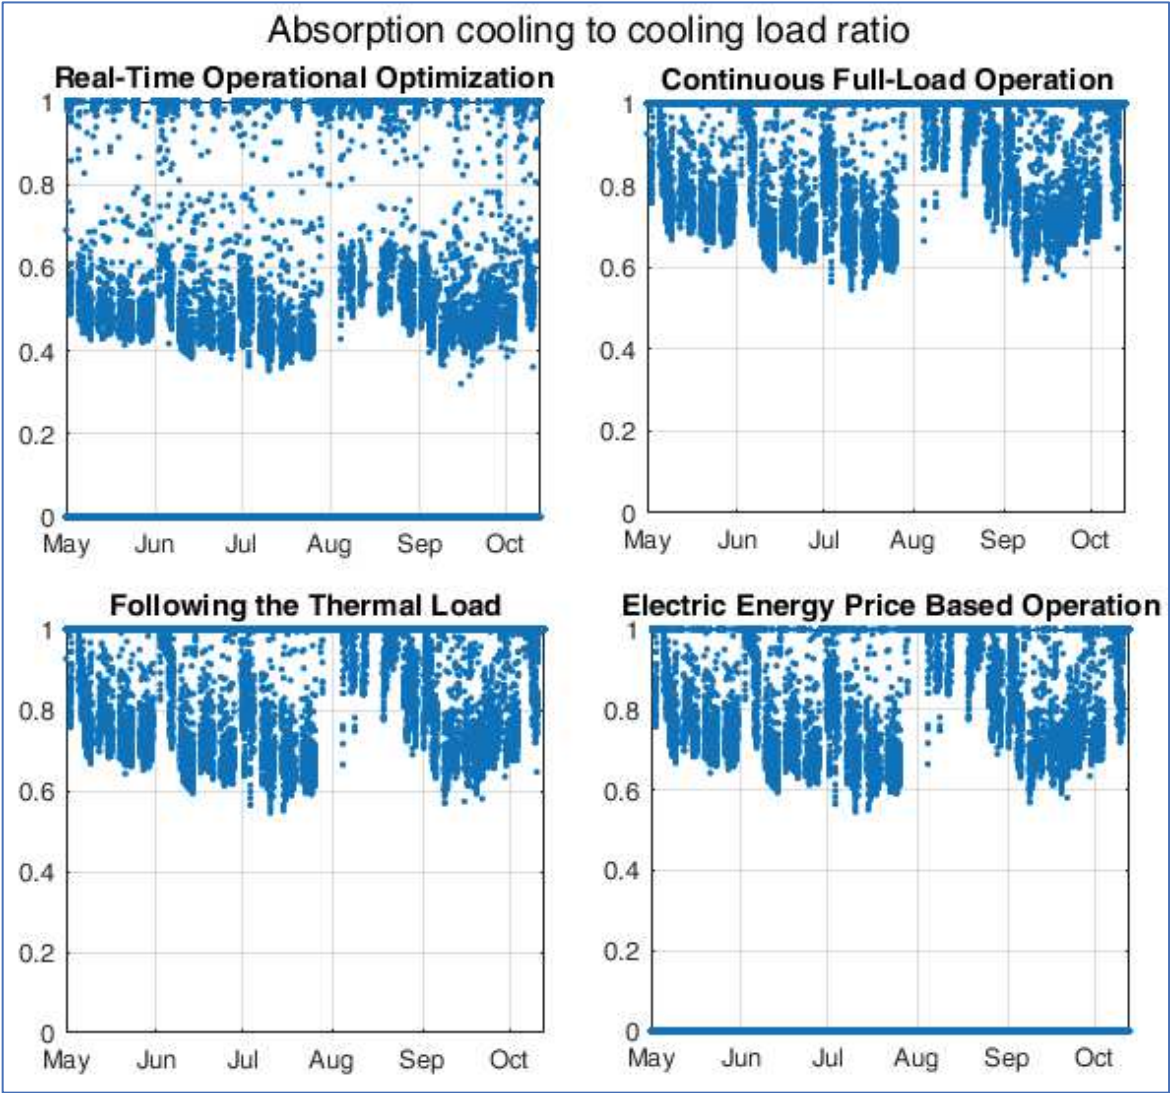 Absorption cooling to cooling load ratio
Real-Time Operational Optimization
1
0.8
0.6
0.4
0.2
0
May Jun Jul Aug Sep Oct
Continuous Full-Load Operation
1
0.8
0.6
0.4
0.2
0
May Jun Jul Aug Sep Oct
Following the Thermal Load
1
0.8
0.6
0.4
0.2
0
May Jun Jul Aug Sep Oct
Electric Energy Price Based Operation
1
0.8
0.6
0.4
0.2
0
May Jun Jul Aug Sep Oct